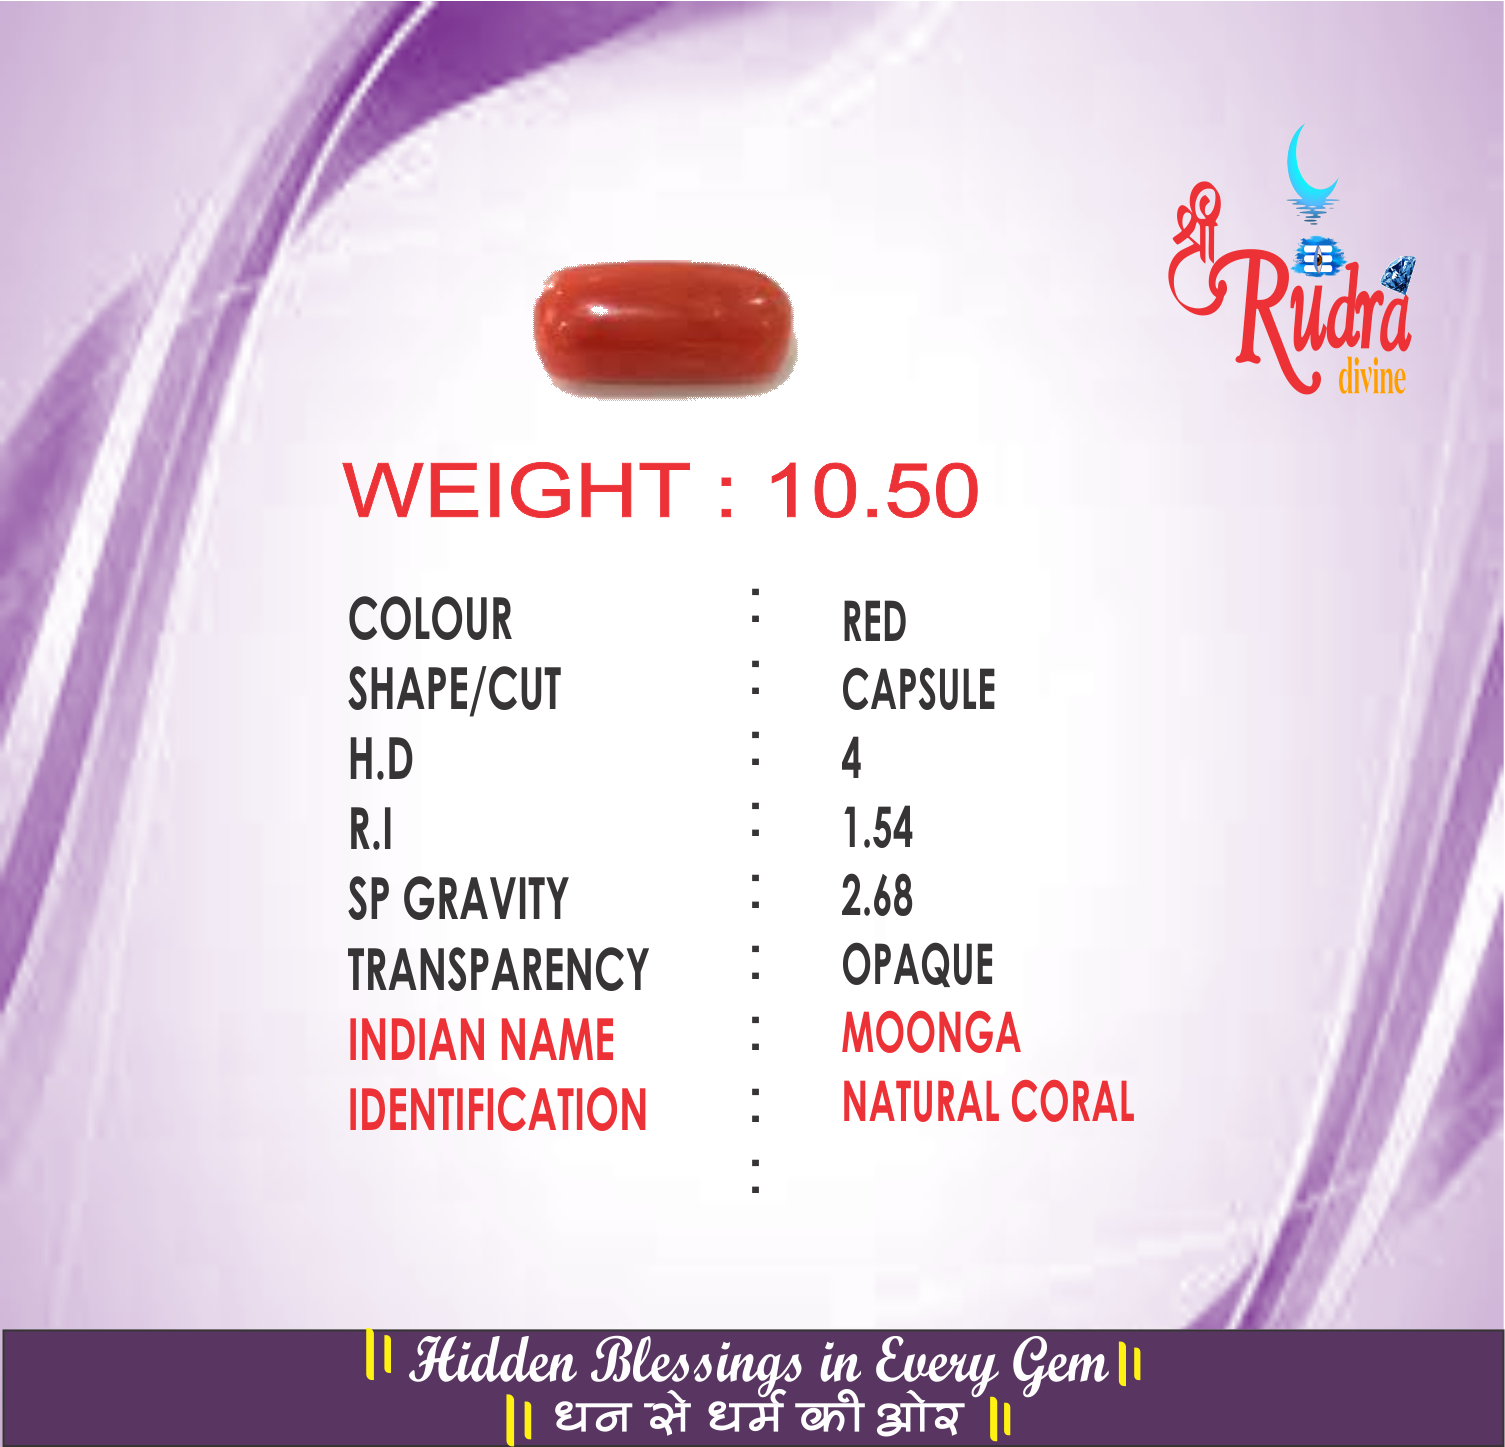 श्री
Rudra
divine
WEIGHT : 10.50
COLOUR : RED
SHAPE/CUT : CAPSULE
H.D : 4
R.I : 1.54
SP GRAVITY : 2.68
TRANSPARENCY : OPAQUE
INDIAN NAME : MOONGA
IDENTIFICATION : NATURAL CORAL
:
|| Hidden Blessings in Every Gem ||
|| धन से धर्म की ओर ||